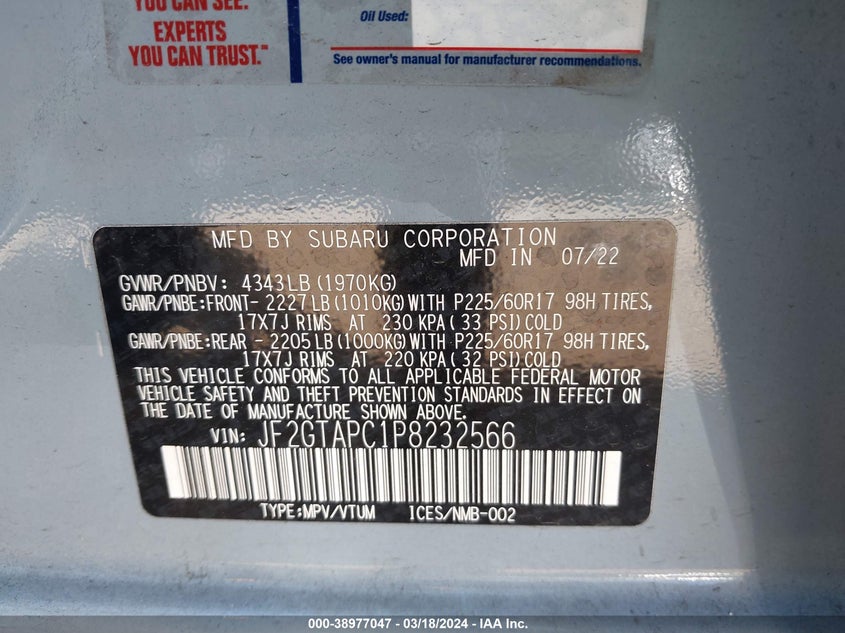 YOU CAN SEE.
EXPERTS
YOU CAN TRUST."
Oil Used:
See owner's manual for manufacturer recommendations.
MFD BY SUBARU CORPORATION
MFD IN 07/22
GVWR/PNBV: 4343LB(1970KG)
GAWR/PNBE:FRONT- 2227LB(1010KG)WITH P225/60R17 98H TIRES,
17X7J RIMS AT 230 KPA( 33 PSI)COLD
GAWR/PNBE:REAR - 2205LB(1000KG)WITH P225/60R17 98H TIRES,
17X7J RIMS AT 220 KPA( 32 PSI)COLD
THIS VEHICLE CONFORMS TO ALL APPLICABLE FEDERAL MOTOR
VEHICLE SAFETY AND THEFT PREVENTION STANDARDS IN EFFECT ON
THE DATE OF MANUFACTURE SHOWN ABOVE.
VIN: JF2GTAPC1P8232566
TYPE:MPV/VTUM ICES/NMB-002
000-38977047 - 03/18/2024 - IAA Inc.